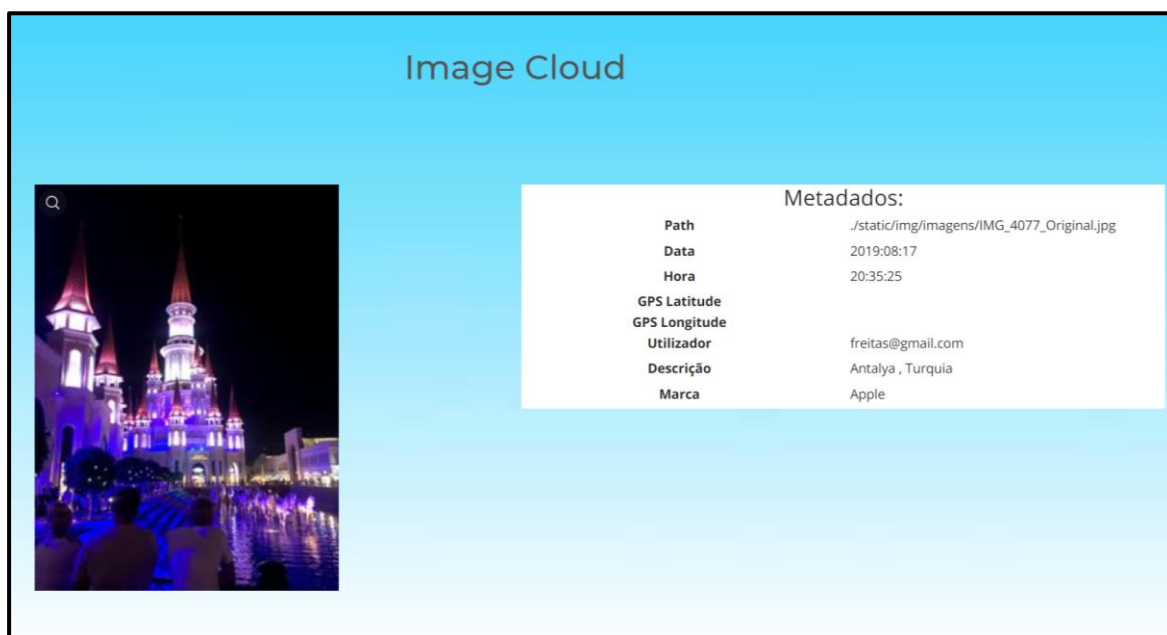 Image Cloud
Metadados:
Path ./static/img/imagens/IMG_4077_Original.jpg
Data 2019:08:17
Hora 20:35:25
GPS Latitude
GPS Longitude
Utilizador freitas@gmail.com
Descrição Antalya , Turquia
Marca Apple